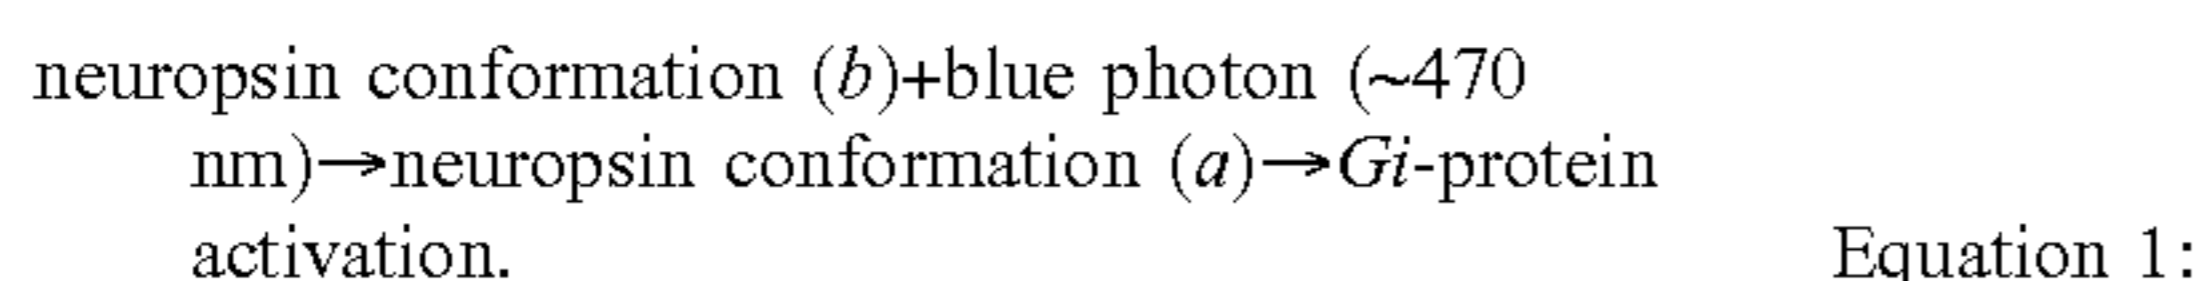 neuropsin conformation (b)+blue photon (~470
nm)→neuropsin conformation (a)→Gi-protein
activation. Equation 1: